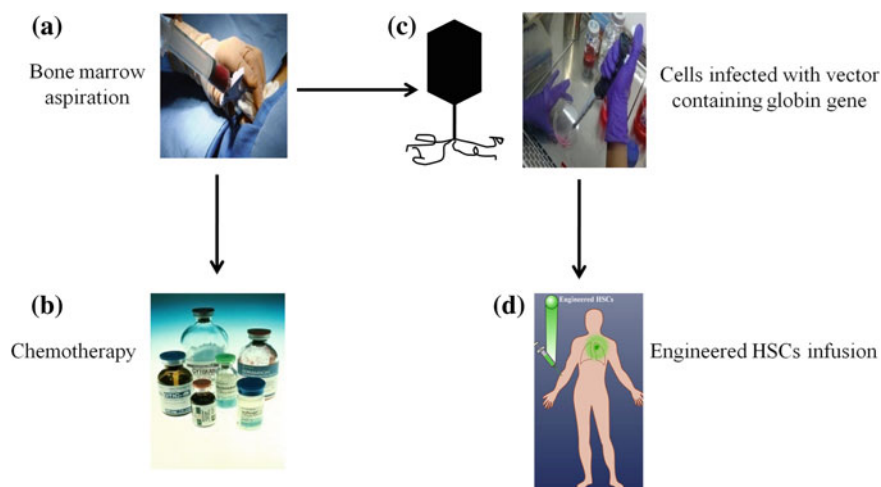 (a)
Bone marrow
aspiration
(c)
Cells infected with vector
containing globin gene
(b)
Chemotherapy
(d)
Engineered HSCs
Engineered HSCs infusion